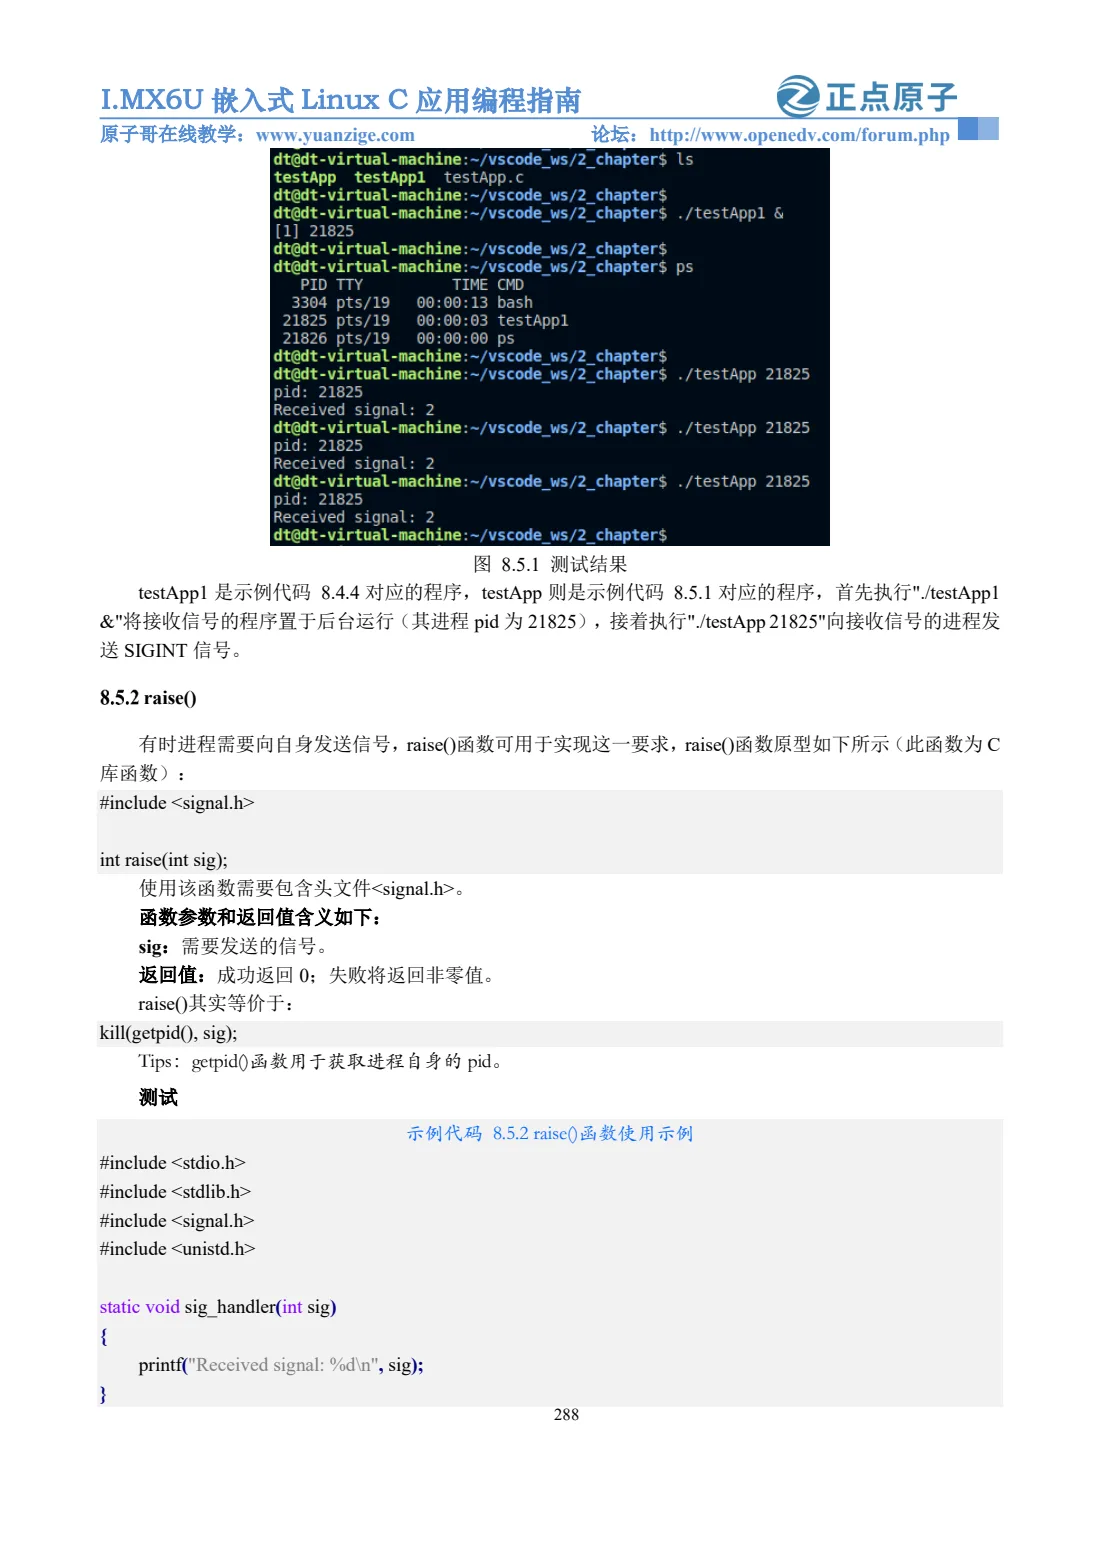 I.MX6U 嵌入式 Linux C 应用编程指南
正点原子
原子哥在线教学：www.yuanzige.com 论坛：http://www.openedv.com/forum.php
dt@dt-virtual-machine:~/vscode_ws/2_chapter$ ls
testApp testApp1 testApp.c
dt@dt-virtual-machine:~/vscode_ws/2_chapter$
dt@dt-virtual-machine:~/vscode_ws/2_chapter$ ./testApp1 &
[1] 21825
dt@dt-virtual-machine:~/vscode_ws/2_chapter$
dt@dt-virtual-machine:~/vscode_ws/2_chapter$ ps
PID TTY TIME CMD
3304 pts/19 00:00:13 bash
21825 pts/19 00:00:03 testApp1
21826 pts/19 00:00:00 ps
dt@dt-virtual-machine:~/vscode_ws/2_chapter$
dt@dt-virtual-machine:~/vscode_ws/2_chapter$ ./testApp 21825
pid: 21825
Received signal: 2
dt@dt-virtual-machine:~/vscode_ws/2_chapter$ ./testApp 21825
pid: 21825
Received signal: 2
dt@dt-virtual-machine:~/vscode_ws/2_chapter$ ./testApp 21825
pid: 21825
Received signal: 2
dt@dt-virtual-machine:~/vscode_ws/2_chapter$
图 8.5.1 测试结果
testApp1 是示例代码 8.4.4 对应的程序，testApp 则是示例代码 8.5.1 对应的程序，首先执行"./testApp1
&"将接收信号的程序置于后台运行（其进程 pid 为 21825），接着执行"./testApp 21825"向接收信号的进程发
送 SIGINT 信号。
8.5.2 raise()
有时进程需要向自身发送信号，raise()函数可用于实现这一要求，raise()函数原型如下所示（此函数为 C
库函数）：
#include <signal.h>
int raise(int sig);
使用该函数需要包含头文件<signal.h>。
函数参数和返回值含义如下：
sig：需要发送的信号。
返回值：成功返回 0；失败将返回非零值。
raise()其实等价于：
kill(getpid(), sig);
Tips：getpid()函数用于获取进程自身的 pid。
测试
示例代码 8.5.2 raise()函数使用示例
#include <stdio.h>
#include <stdlib.h>
#include <signal.h>
#include <unistd.h>
static void sig_handler(int sig)
{
printf("Received signal: %d\n", sig);
}
288